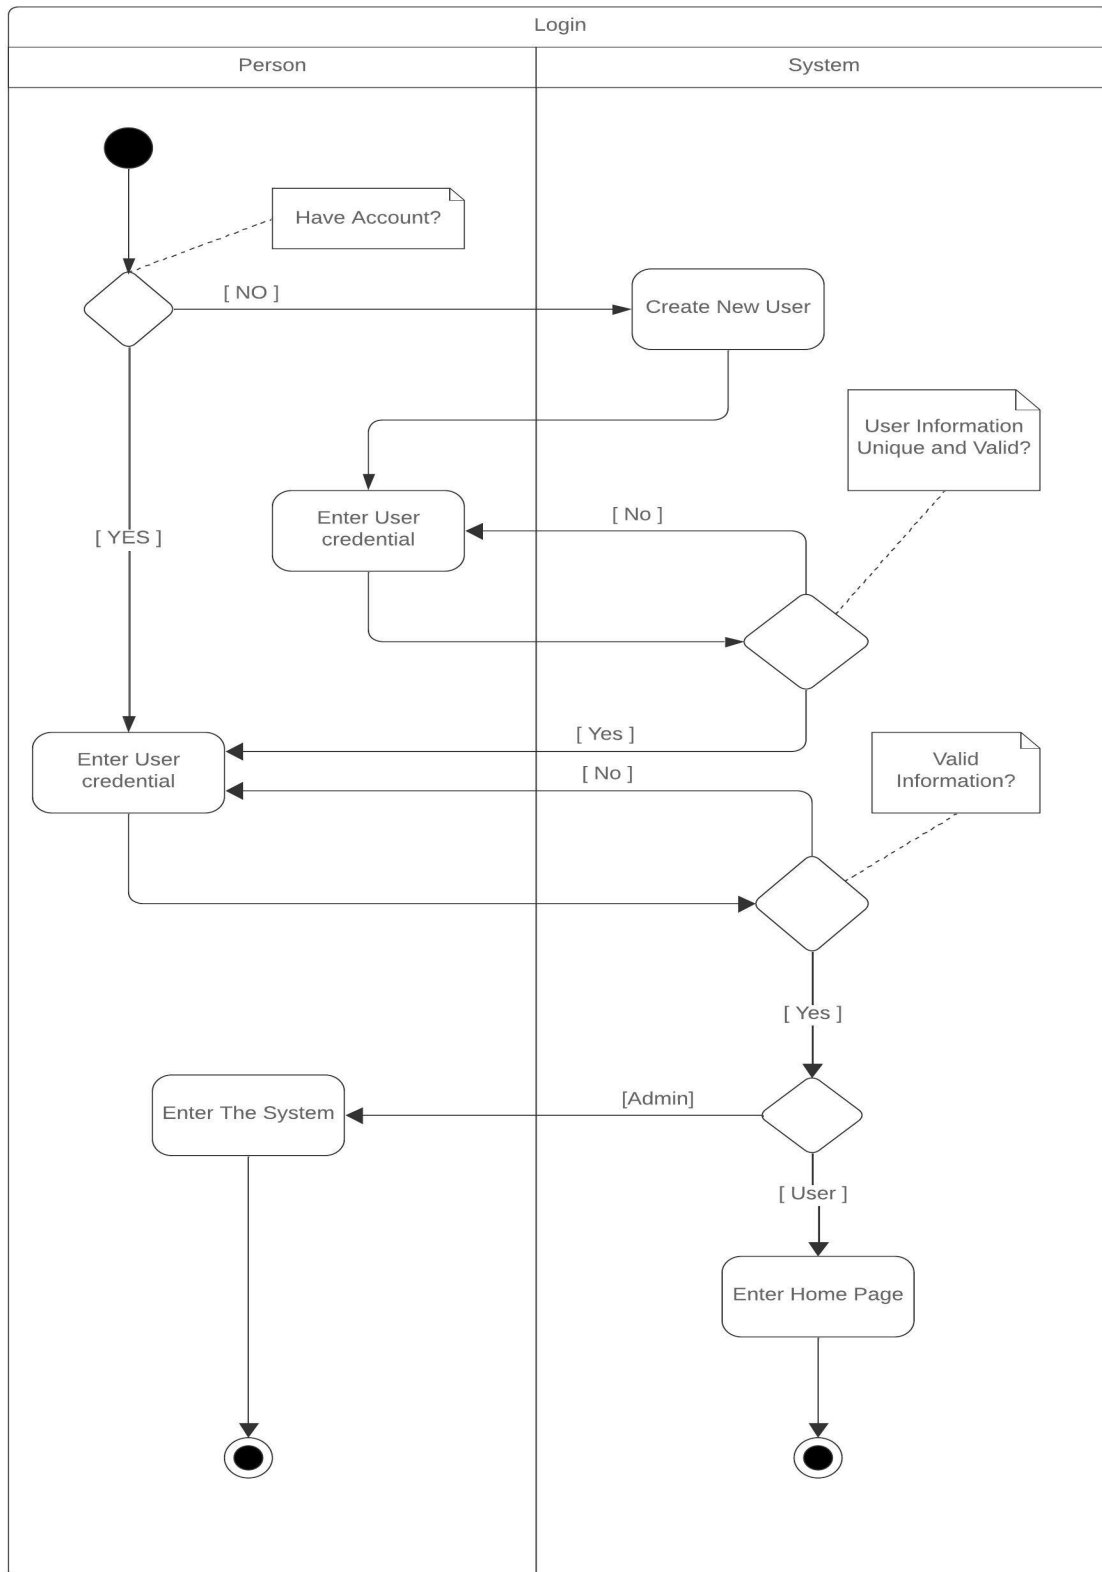 Login
Person
System
Have Account?
[ NO ]
Create New User
User Information
Unique and Valid?
Enter User
credential
[ No ]
[ YES ]
[ Yes ]
Enter User
credential
[ No ]
Valid
Information?
[ Yes ]
Enter The System
[Admin]
[ User ]
Enter Home Page